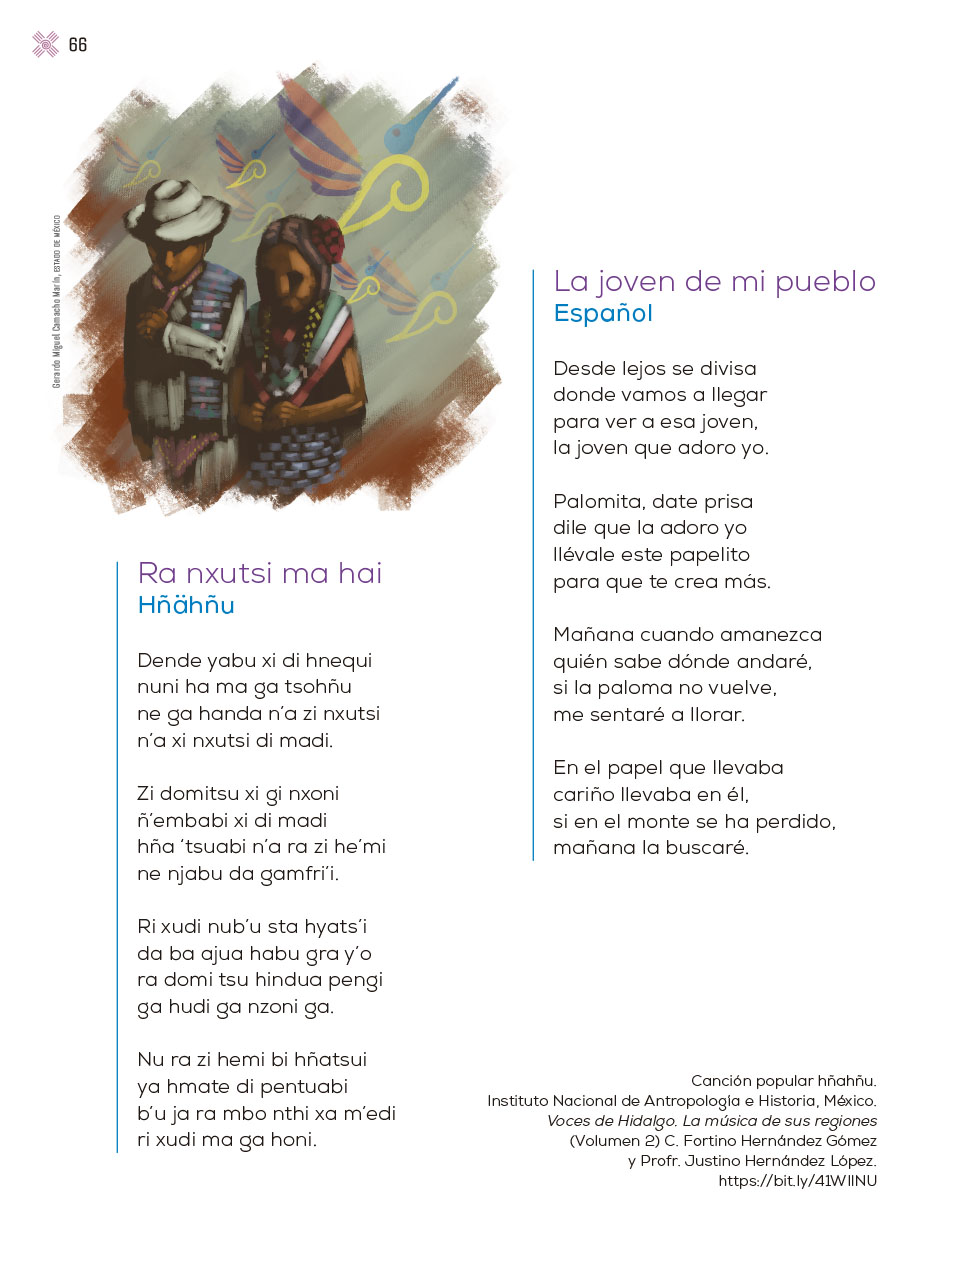 66
Gerardo Miguel Camacho Marín, ESTADO DE MÉXICO
Ra nxutsi ma hai
Hñähñu
Dende yabu xi di hnequi
nuni ha ma ga tsohñu
ne ga handa n’a zi nxutsi
n’a xi nxutsi di madi.
Zi domitsu xi gi nxoni
ñ’embabi xi di madi
hña ‘tsuabi n’a ra zi he’mi
ne njabu da gamfri’i.
Ri xudi nub’u sta hyats’i
da ba ajua habu gra y’o
ra domi tsu hindua pengi
ga hudi ga nzoni ga.
Nu ra zi hemi bi hñatsui
ya hmate di pentuabi
b’u ja ra mbo nthi xa m’edi
ri xudi ma ga honi.
La joven de mi pueblo
Español
Desde lejos se divisa
donde vamos a llegar
para ver a esa joven,
la joven que adoro yo.
Palomita, date prisa
dile que la adoro yo
llévale este papelito
para que te crea más.
Mañana cuando amanezca
quién sabe dónde andaré,
si la paloma no vuelve,
me sentaré a llorar.
En el papel que llevaba
cariño llevaba en él,
si en el monte se ha perdido,
mañana la buscaré.
Canción popular hñahñu.
Instituto Nacional de Antropología e Historia, México.
Voces de Hidalgo. La música de sus regiones
(Volumen 2) C. Fortino Hernández Gómez
y Profr. Justino Hernández López.
https://bit.ly/41WIINU